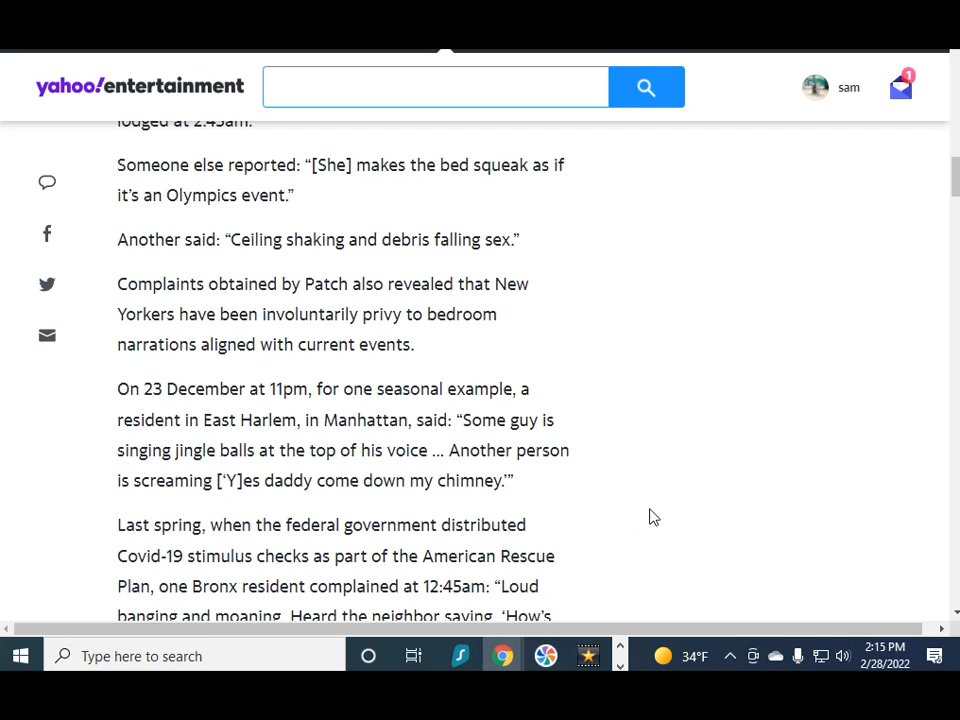 yahoo!entertainment
sam
1
lodged at 2:45am.
Someone else reported: “[She] makes the bed squeak as if
it’s an Olympics event.”
Another said: “Ceiling shaking and debris falling sex.”
Complaints obtained by Patch also revealed that New
Yorkers have been involuntarily privy to bedroom
narrations aligned with current events.
On 23 December at 11pm, for one seasonal example, a
resident in East Harlem, in Manhattan, said: “Some guy is
singing jingle balls at the top of his voice ... Another person
is screaming [‘Y]es daddy come down my chimney.’”
Last spring, when the federal government distributed
Covid-19 stimulus checks as part of the American Rescue
Plan, one Bronx resident complained at 12:45am: “Loud
banging and moaning. Heard the neighbor saying, ‘How’s
Type here to search
34°F
2:15 PM
2/28/2022